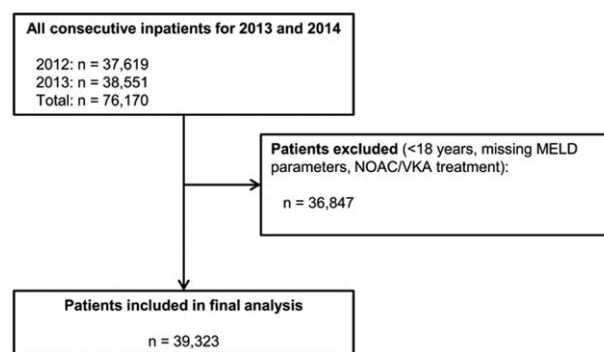 All consecutive inpatients for 2013 and 2014
2012: n = 37,619
2013: n = 38,551
Total: n = 76,170
Patients excluded (<18 years, missing MELD
parameters, NOAC/VKA treatment):
n = 36,847
Patients included in final analysis
n = 39,323